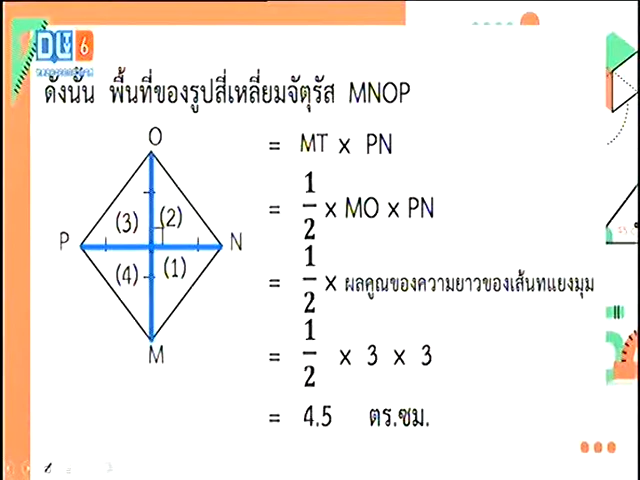 DL 6
ดังนั้น พื้นที่ของรูปสี่เหลี่ยมจัตุรัส MNOP
O
= MT x PN
(3) (2)
= 1/2 x MO x PN
P N
(4) (1)
= 1/2 x ผลคูณของความยาวของเส้นทแยงมุม
M
= 1/2 x 3 x 3
= 4.5 ตร.ซม.